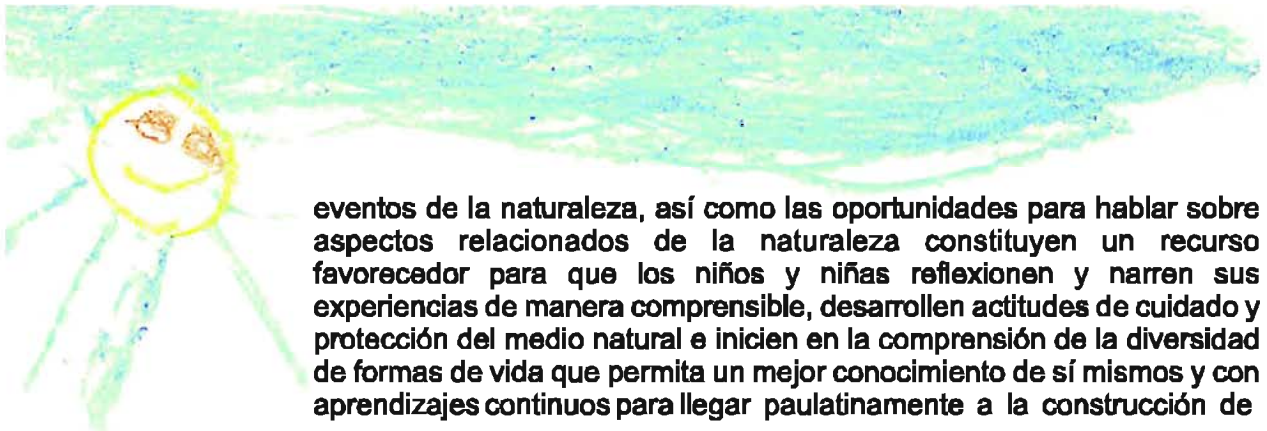 eventos de la naturaleza, así como las oportunidades para hablar sobre
aspectos relacionados de la naturaleza constituyen un recurso
favorecedor para que los niños y niñas reflexionen y narren sus
experiencias de manera comprensible, desarrollen actitudes de cuidado y
protección del medio natural e inicien en la comprensión de la diversidad
de formas de vida que permita un mejor conocimiento de sí mismos y con
aprendizajes continuos para llegar paulatinamente a la construcción de